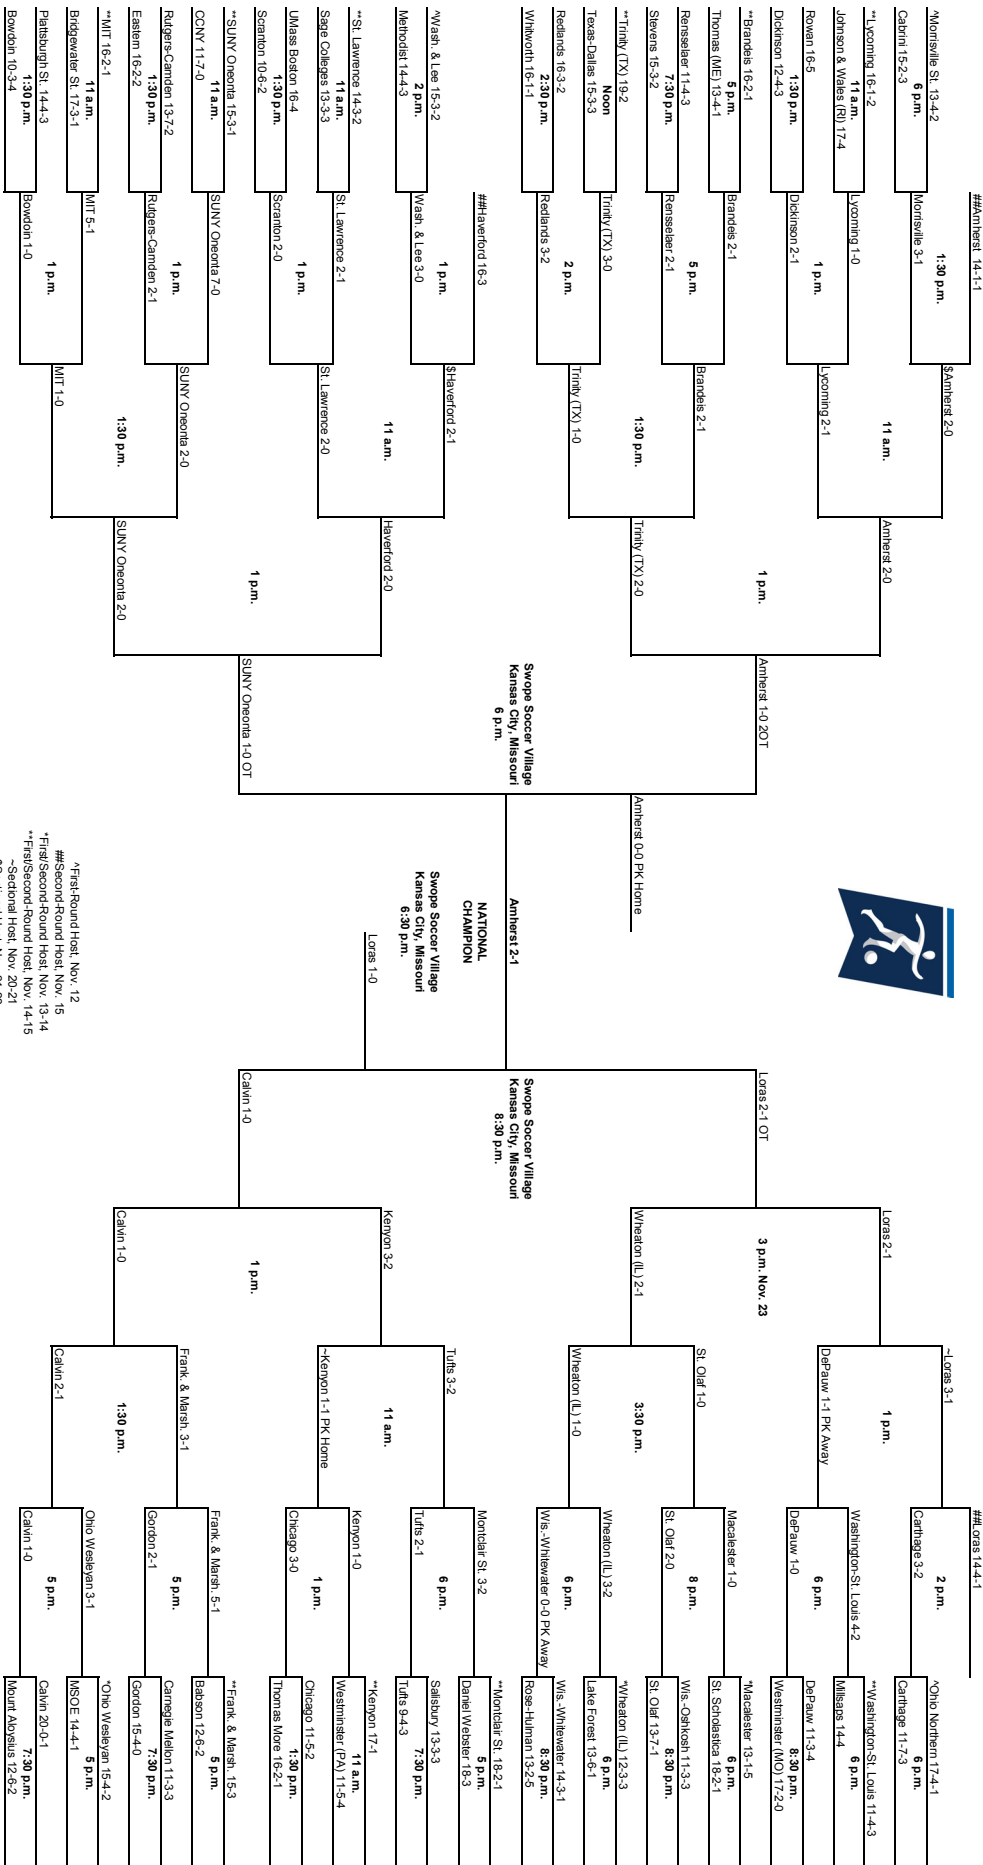 ^Morrisville St. 13-4-2
6 p.m.
Cabrini 15-2-3
**Lycoming 16-1-2
11 a.m.
Johnson & Wales (RI) 17-4
Rowan 16-5
1:30 p.m.
Dickinson 12-4-3
**Brandeis 16-2-1
5 p.m.
Thomas (ME) 13-4-1
Rensselaer 11-4-3
7:30 p.m.
Stevens 15-3-2
**Trinity (TX) 19-2
Noon
Texas-Dallas 15-3-3
Redlands 16-3-2
2:30 p.m.
Whitworth 16-1-1
^Wash. & Lee 15-3-2
2 p.m.
Methodist 14-4-3
**St. Lawrence 14-3-2
11 a.m.
Sage Colleges 13-3-3
UMass Boston 16-4
1:30 p.m.
Scranton 10-6-2
**SUNY Oneonta 15-3-1
11 a.m.
CCNY 11-7-0
Rutgers-Camden 13-7-2
1:30 p.m.
Eastern 16-2-2
**MIT 16-2-1
11 a.m.
Bridgewater St. 17-3-1
Plattsburgh St. 14-4-3
1:30 p.m.
Bowdoin 10-3-4
##Amherst 14-1-1
1:30 p.m.
Morrisville 3-1
Lycoming 1-0
1 p.m.
Dickinson 2-1
Brandeis 2-1
5 p.m.
Rensselaer 2-1
Trinity (TX) 3-0
2 p.m.
Redlands 3-2
##Haverford 16-3
1 p.m.
Wash. & Lee 3-0
St. Lawrence 2-1
1 p.m.
Scranton 2-0
SUNY Oneonta 7-0
1 p.m.
Rutgers-Camden 2-1
MIT 5-1
1 p.m.
Bowdoin 1-0
$Amherst 2-0
11 a.m.
Lycoming 2-1
Brandeis 2-1
1:30 p.m.
Trinity (TX) 1-0
$Haverford 2-1
11 a.m.
St. Lawrence 2-0
SUNY Oneonta 2-0
1:30 p.m.
MIT 1-0
Amherst 2-0
1 p.m.
Trinity (TX) 2-0
Haverford 2-0
1 p.m.
SUNY Oneonta 2-0
Amherst 1-0 2OT
Swope Soccer Village
Kansas City, Missouri
6 p.m.
SUNY Oneonta 1-0 OT
Amherst 0-0 PK Home
Amherst 2-1
NATIONAL
CHAMPION
Swope Soccer Village
Kansas City, Missouri
6:30 p.m.
Loras 1-0
^First-Round Host, Nov. 12
##Second-Round Host, Nov. 15
*First/Second-Round Host, Nov. 13-14
**First/Second-Round Host, Nov. 14-15
~Sectional Host, Nov. 20-21
Loras 2-1 OT
Swope Soccer Village
Kansas City, Missouri
8:30 p.m.
Calvin 1-0
Loras 2-1
3 p.m. Nov. 23
Wheaton (IL) 2-1
Kenyon 3-2
1 p.m.
Calvin 1-0
~Loras 3-1
1 p.m.
DePauw 1-1 PK Away
St. Olaf 1-0
3:30 p.m.
Wheaton (IL) 1-0
Tufts 3-2
11 a.m.
~Kenyon 1-1 PK Home
Frank. & Marsh. 3-1
1:30 p.m.
Calvin 2-1
##Loras 14-4-1
2 p.m.
Carthage 3-2
Washington-St. Louis 4-2
6 p.m.
DePauw 1-0
Macalester 1-0
8 p.m.
St. Olaf 2-0
Wheaton (IL) 3-2
6 p.m.
Wis.-Whitewater 0-0 PK Away
Montclair St. 3-2
6 p.m.
Tufts 2-1
Kenyon 1-0
1 p.m.
Chicago 3-0
Frank. & Marsh. 5-1
5 p.m.
Gordon 2-1
Ohio Wesleyan 3-1
5 p.m.
Calvin 1-0
^Ohio Northern 17-4-1
6 p.m.
Carthage 11-7-3
**Washington-St. Louis 11-4-3
6 p.m.
Millsaps 14-4
DePauw 11-3-4
8:30 p.m.
Westminster (MO) 17-2-0
*Macalester 13-1-5
6 p.m.
St. Scholastica 18-2-1
Wis.-Oshkosh 11-3-3
8:30 p.m.
St. Olaf 13-7-1
*Wheaton (IL) 12-3-3
6 p.m.
Lake Forest 13-6-1
Wis.-Whitewater 14-3-1
8:30 p.m.
Rose-Hulman 13-2-5
**Montclair St. 18-2-1
5 p.m.
Daniel Webster 18-3
Salisbury 13-3-3
7:30 p.m.
Tufts 9-4-3
**Kenyon 17-1
11 a.m.
Westminster (PA) 11-5-4
Chicago 11-5-2
1:30 p.m.
Thomas More 16-2-1
**Frank. & Marsh. 15-3
5 p.m.
Babson 12-6-2
Carnegie Mellon 11-3-3
7:30 p.m.
Gordon 15-4-0
*Ohio Wesleyan 15-4-2
5 p.m.
MSOE 14-4-1
Calvin 20-0-1
7:30 p.m.
Mount Aloysius 12-6-2